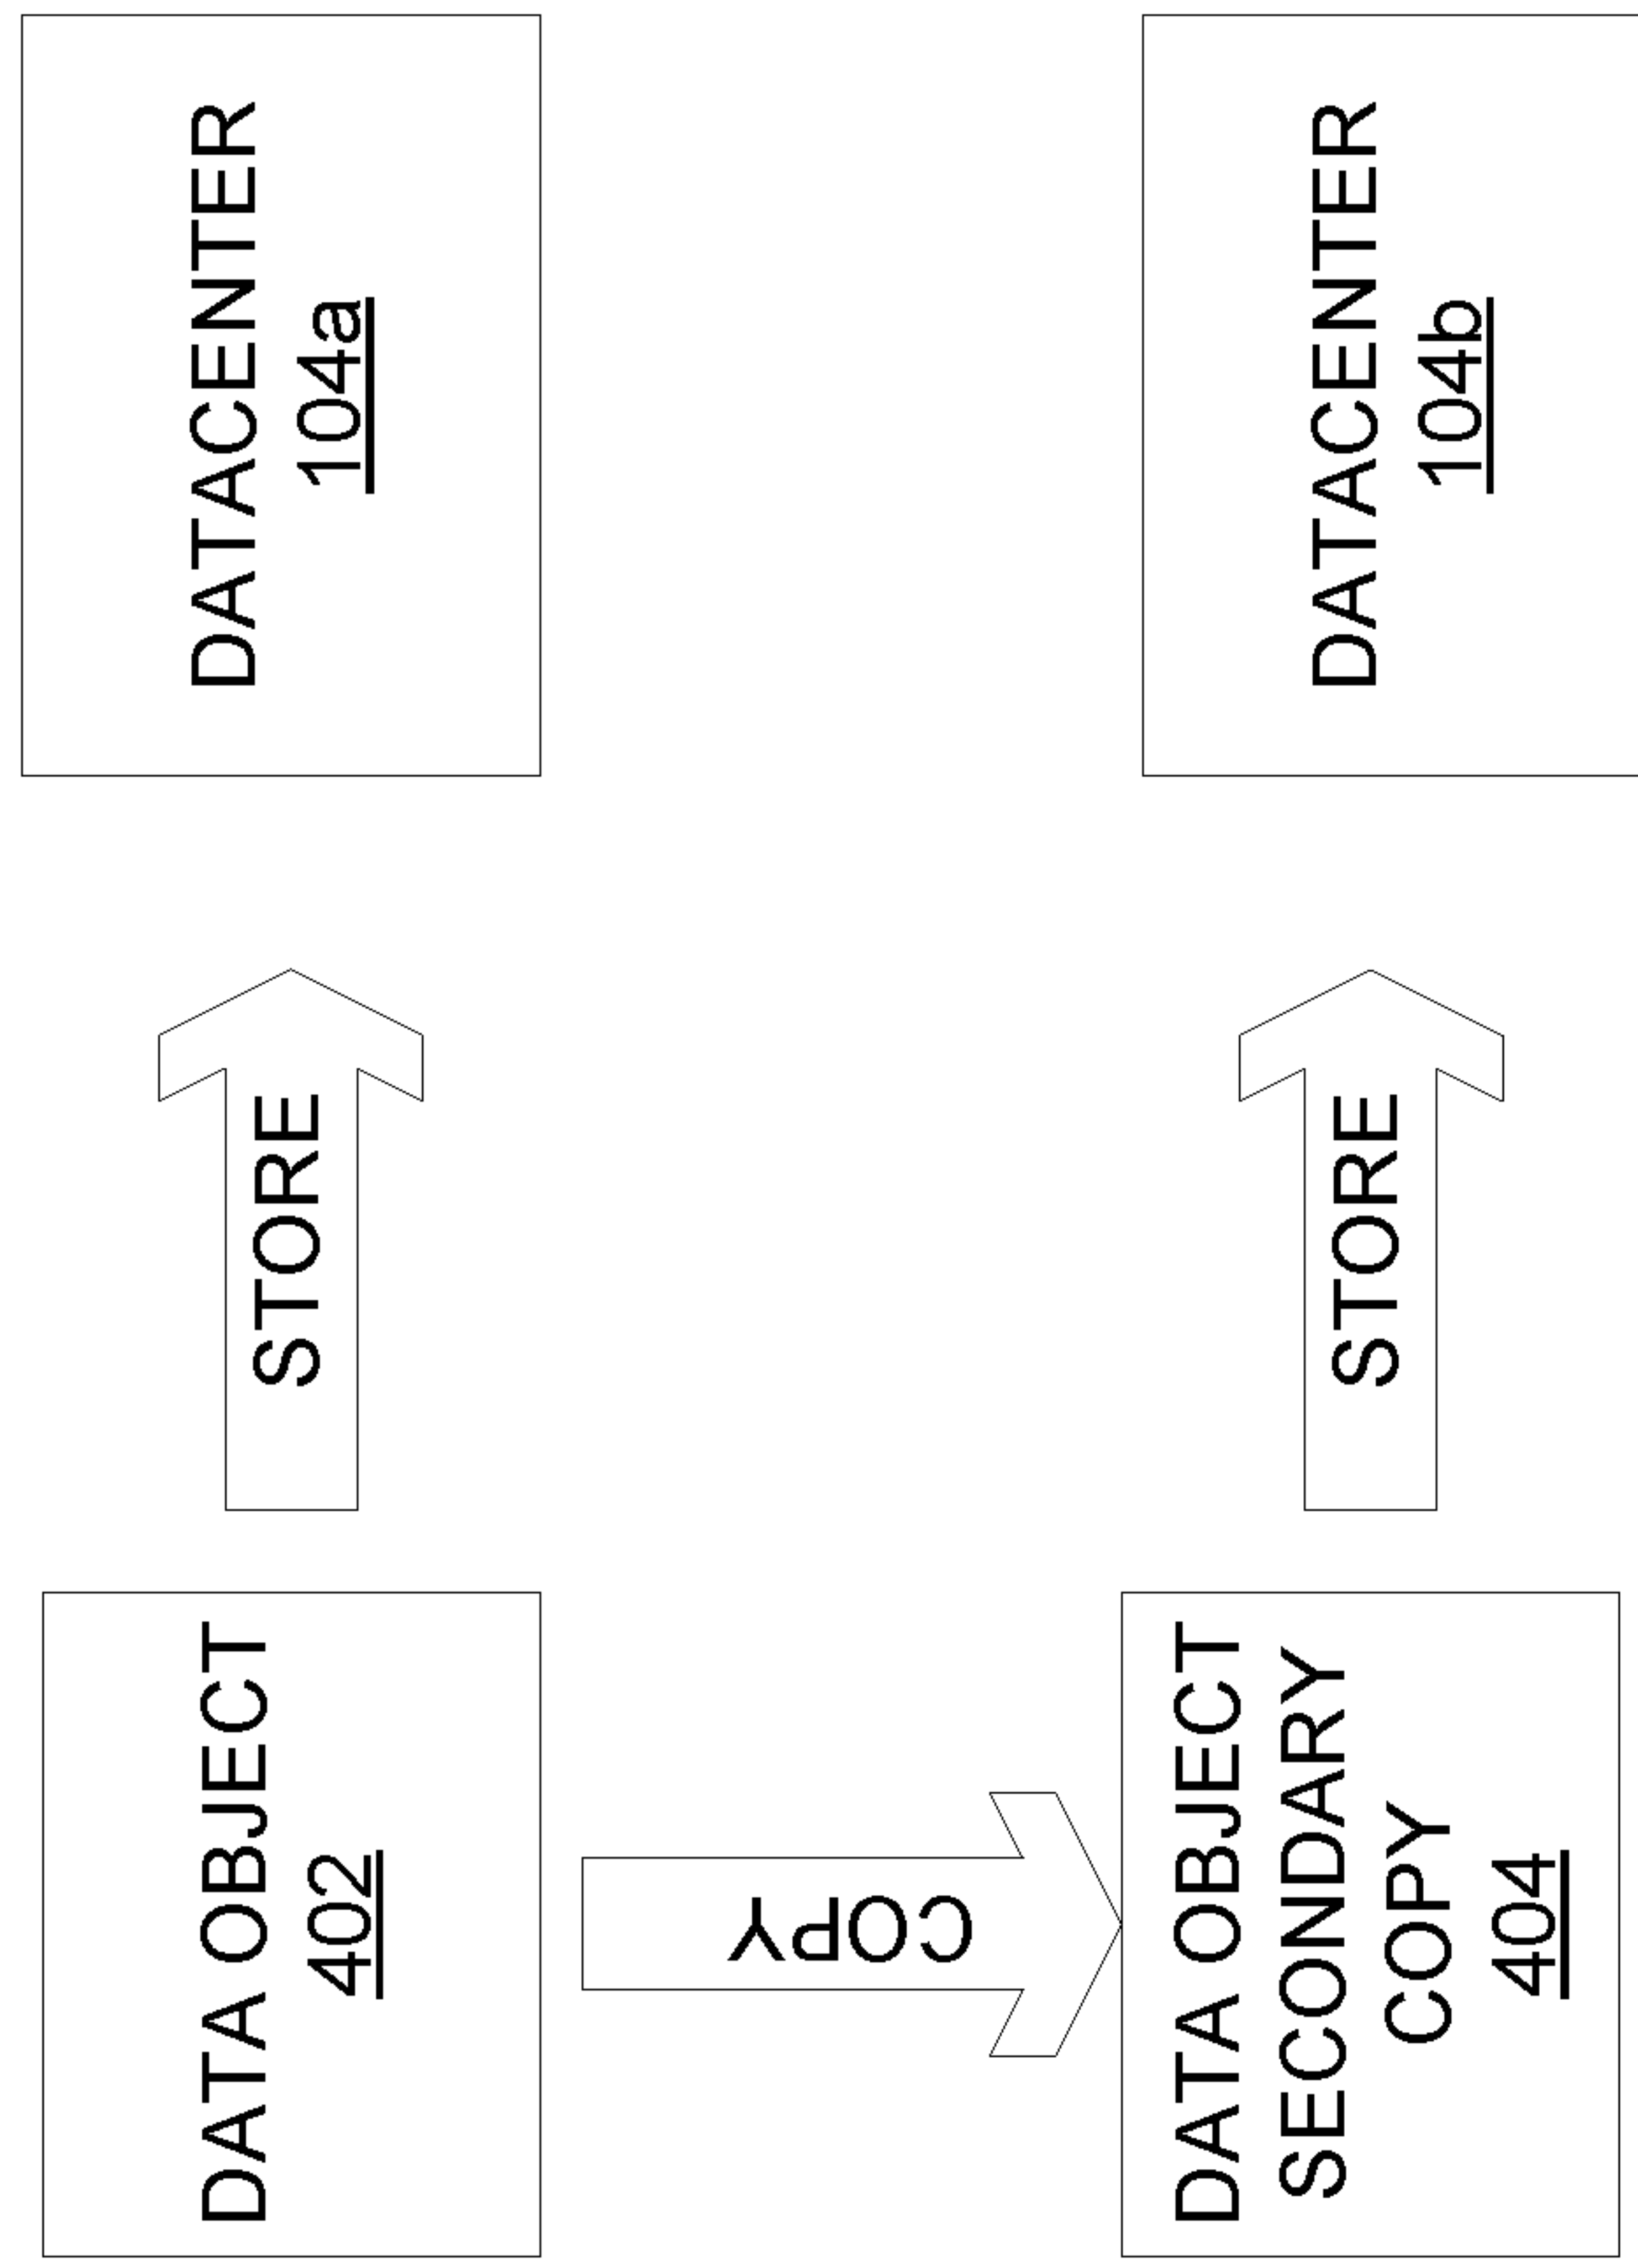 DATA OBJECT
402
STORE
DATACENTER
104a
COPY
DATA OBJECT
SECONDARY
COPY
404
STORE
DATACENTER
104b